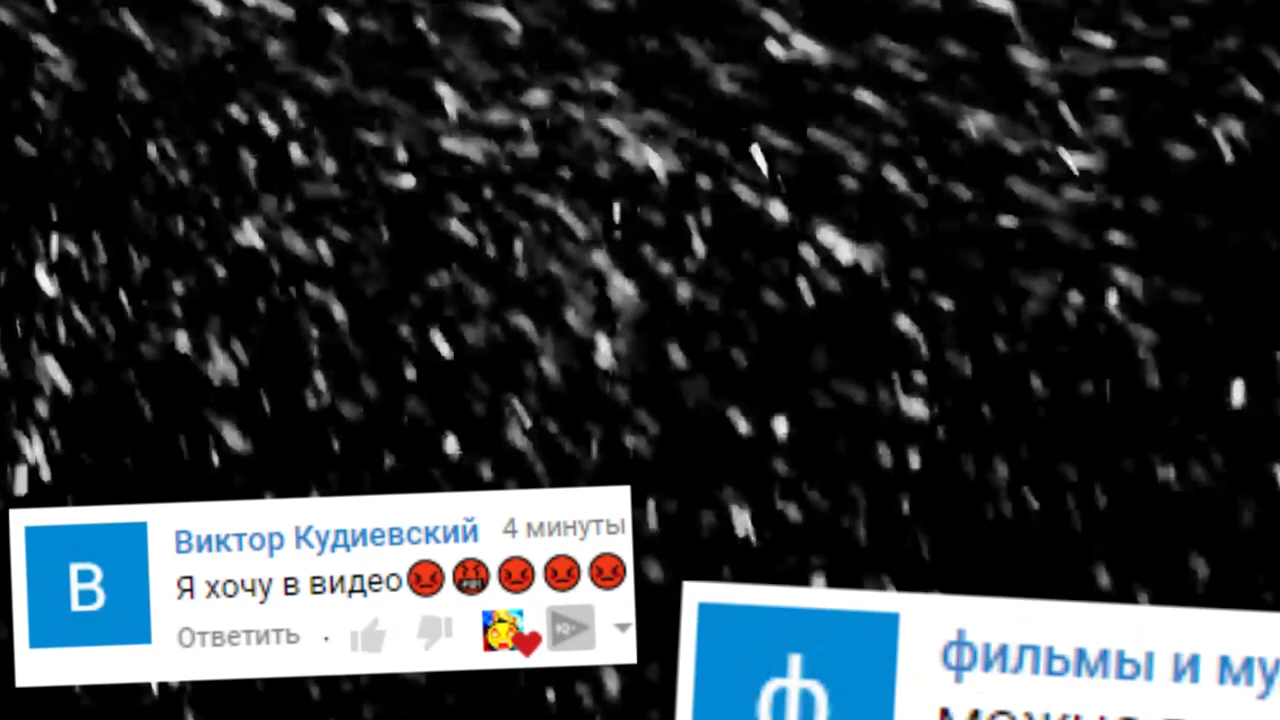 В
Виктор Кудиевский 4 минуты
Я хочу в видео
Ответить
ф
фильмы и му